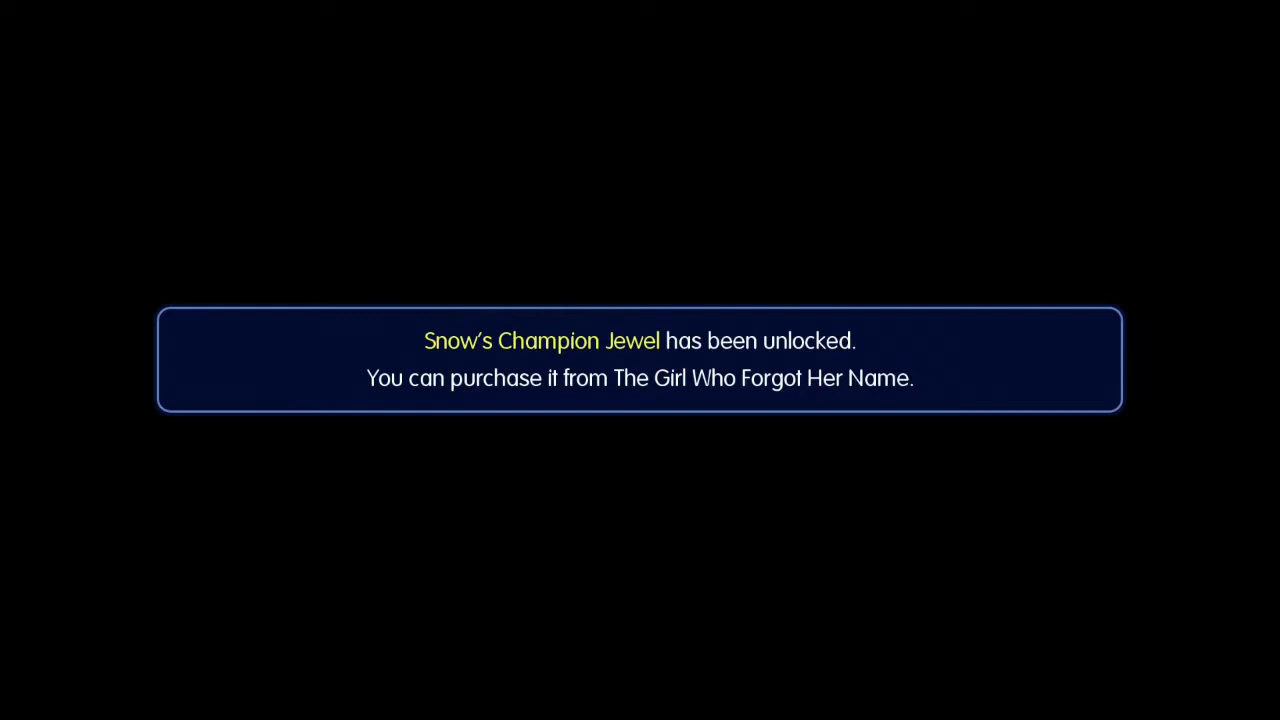 Snow's Champion Jewel has been unlocked.
You can purchase it from The Girl Who Forgot Her Name.